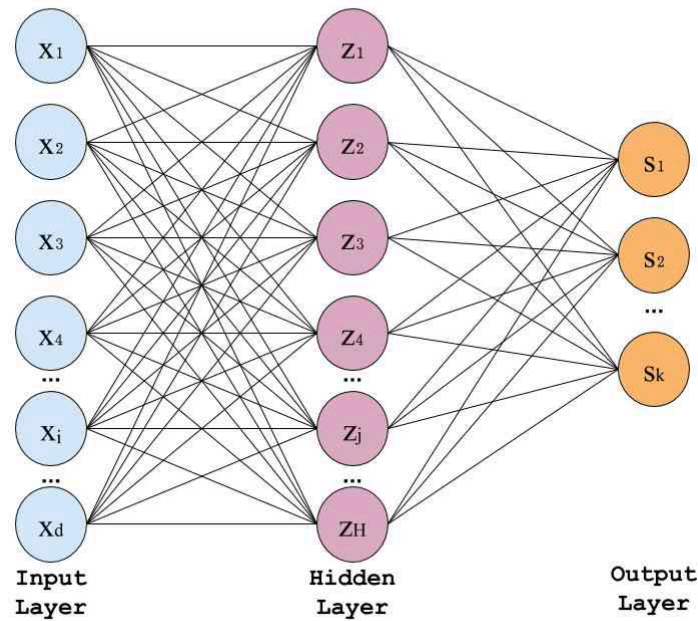 x1
x2
x3
x4
...
xi
...
xd
Input
Layer
z1
z2
z3
z4
...
zj
...
zH
Hidden
Layer
s1
s2
...
sk
Output
Layer